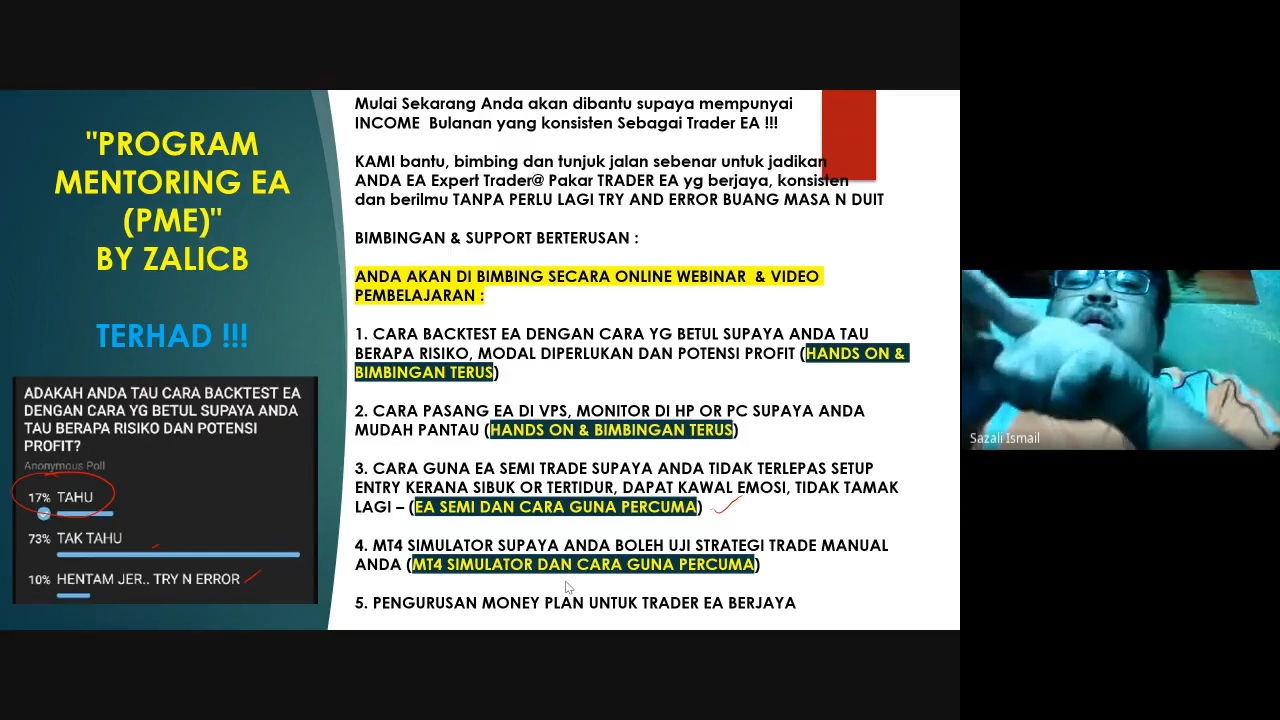 "PROGRAM
MENTORING EA
(PME)"
BY ZALICB
TERHAD !!!
ADAKAH ANDA TAU CARA BACKTEST EA
DENGAN CARA YG BETUL SUPAYA ANDA
TAU BERAPA RISIKO DAN POTENSI
PROFIT?
Anonymous Poll
17% TAHU
73% TAK TAHU
10% HENTAM JER.. TRY N ERROR
Mulai Sekarang Anda akan dibantu supaya mempunyai
INCOME Bulanan yang konsisten Sebagai Trader EA !!!
KAMI bantu, bimbing dan tunjuk jalan sebenar untuk jadikan
ANDA EA Expert Trader@ Pakar TRADER EA yg berjaya, konsisten
dan berilmu TANPA PERLU LAGI TRY AND ERROR BUANG MASA N DUIT
BIMBINGAN & SUPPORT BERTERUSAN :
ANDA AKAN DI BIMBING SECARA ONLINE WEBINAR & VIDEO
PEMBELAJARAN :
1. CARA BACKTEST EA DENGAN CARA YG BETUL SUPAYA ANDA TAU
BERAPA RISIKO, MODAL DIPERLUKAN DAN POTENSI PROFIT (HANDS ON &
BIMBINGAN TERUS)
2. CARA PASANG EA DI VPS, MONITOR DI HP OR PC SUPAYA ANDA
MUDAH PANTAU (HANDS ON & BIMBINGAN TERUS)
3. CARA GUNA EA SEMI TRADE SUPAYA ANDA TIDAK TERLEPAS SETUP
ENTRY KERANA SIBUK OR TERTIDUR, DAPAT KAWAL EMOSI, TIDAK TAMAK
LAGI – (EA SEMI DAN CARA GUNA PERCUMA)
4. MT4 SIMULATOR SUPAYA ANDA BOLEH UJI STRATEGI TRADE MANUAL
ANDA (MT4 SIMULATOR DAN CARA GUNA PERCUMA)
5. PENGURUSAN MONEY PLAN UNTUK TRADER EA BERJAYA
Sazali Ismail